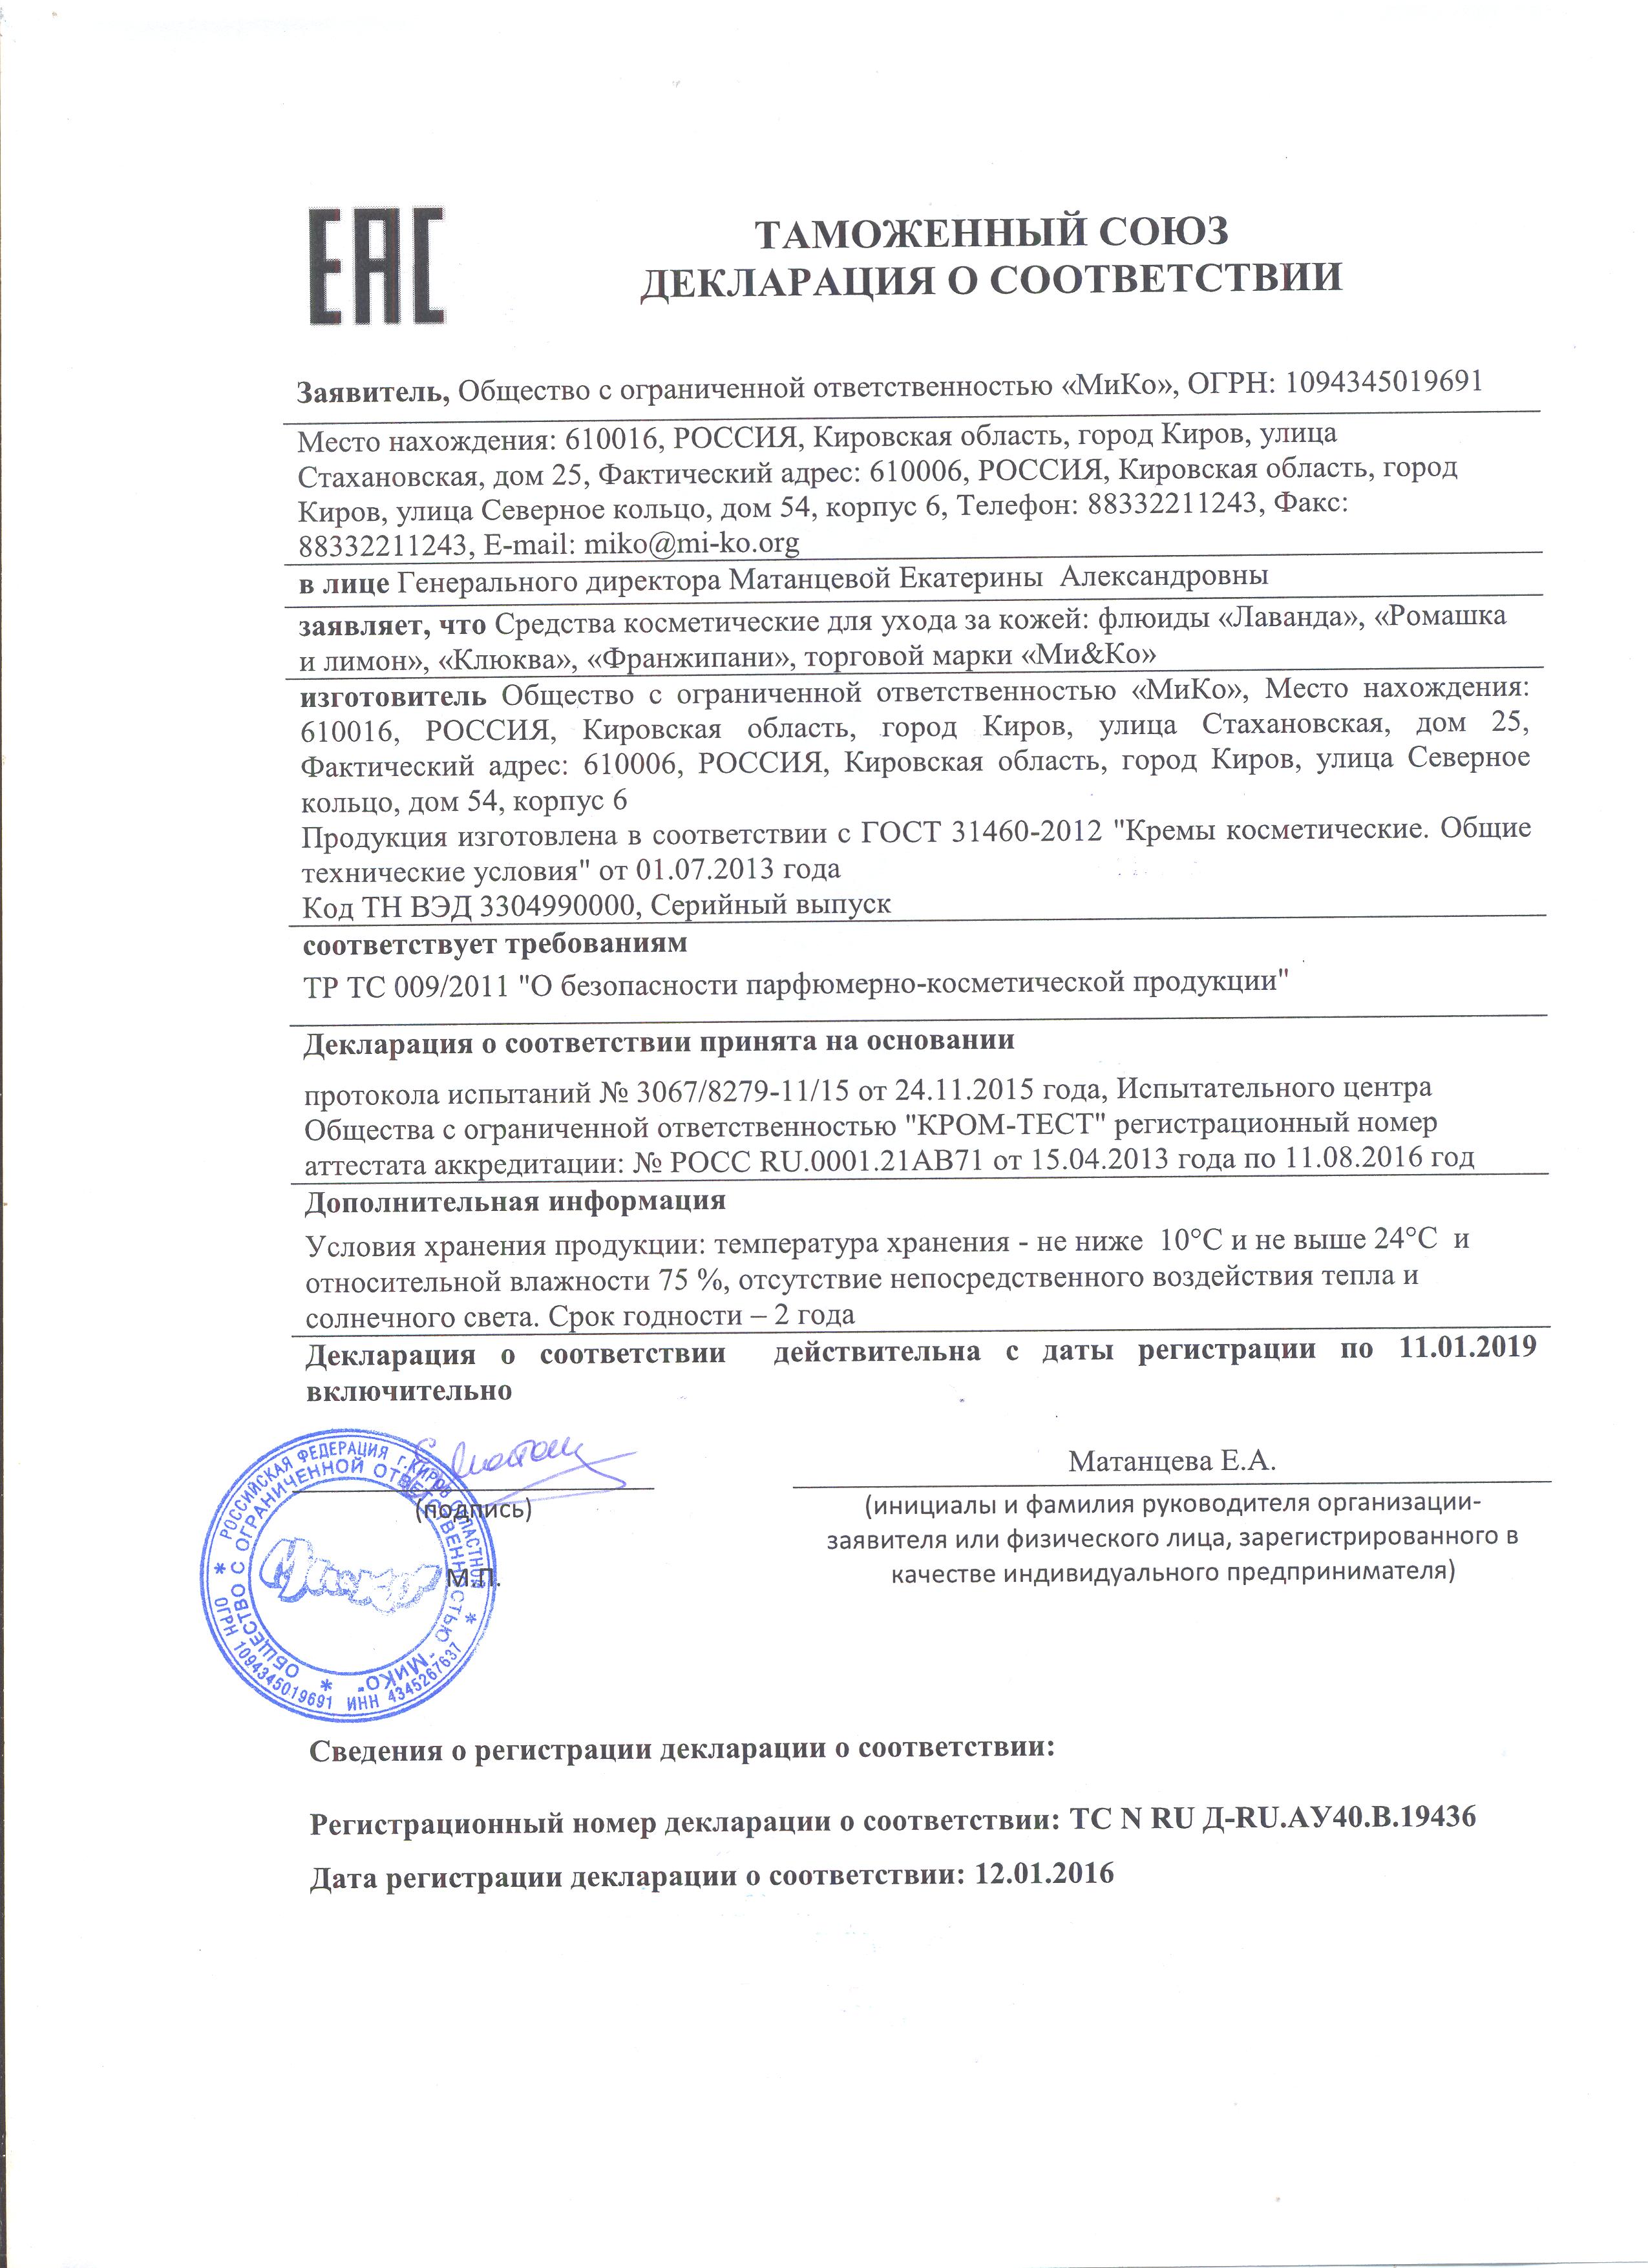 ЕАС
ТАМОЖЕННЫЙ СОЮЗ
ДЕКЛАРАЦИЯ О СООТВЕТСТВИИ
Заявитель, Общество с ограниченной ответственностью «МиКо», ОГРН: 1094345019691
Место нахождения: 610016, РОССИЯ, Кировская область, город Киров, улица
Стахановская, дом 25, Фактический адрес: 610006, РОССИЯ, Кировская область, город
Киров, улица Северное кольцо, дом 54, корпус 6, Телефон: 88332211243, Факс:
88332211243, E-mail: miko@mi-ko.org
в лице Генерального директора Матанцевой Екатерины Александровны
заявляет, что Средства косметические для ухода за кожей: флюиды «Лаванда», «Ромашка
и лимон», «Клюква», «Франжипани», торговой марки «Ми&Ко»
изготовитель Общество с ограниченной ответственностью «МиКо», Место нахождения:
610016, РОССИЯ, Кировская область, город Киров, улица Стахановская, дом 25,
Фактический адрес: 610006, РОССИЯ, Кировская область, город Киров, улица Северное
кольцо, дом 54, корпус 6
Продукция изготовлена в соответствии с ГОСТ 31460-2012 "Кремы косметические. Общие
технические условия" от 01.07.2013 года
Код ТН ВЭД 3304990000, Серийный выпуск
соответствует требованиям
ТР ТС 009/2011 "О безопасности парфюмерно-косметической продукции"
Декларация о соответствии принята на основании
протокола испытаний № 3067/8279-11/15 от 24.11.2015 года, Испытательного центра
Общества с ограниченной ответственностью "КРОМ-ТЕСТ" регистрационный номер
аттестата аккредитации: № РОСС RU.0001.21АВ71 от 15.04.2013 года по 11.08.2016 год
Дополнительная информация
Условия хранения продукции: температура хранения - не ниже 10°С и не выше 24°С и
относительной влажности 75 %, отсутствие непосредственного воздействия тепла и
солнечного света. Срок годности – 2 года
Декларация о соответствии действительна с даты регистрации по 11.01.2019
включительно
Матанцева Е.А.
(подпись)
(инициалы и фамилия руководителя организации-
заявителя или физического лица, зарегистрированного в
качестве индивидуального предпринимателя)
М.П.
РОССИЙСКАЯ ФЕДЕРАЦИЯ г.КИРОВ ОБЛАСТНОЙ
ОГРН 1094345019691 ИНН 4345267637
ОБЩЕСТВО С ОГРАНИЧЕННОЙ ОТВЕТСТВЕННОСТЬЮ "МиКО"
Сведения о регистрации декларации о соответствии:
Регистрационный номер декларации о соответствии: ТС N RU Д-RU.АУ40.В.19436
Дата регистрации декларации о соответствии: 12.01.2016